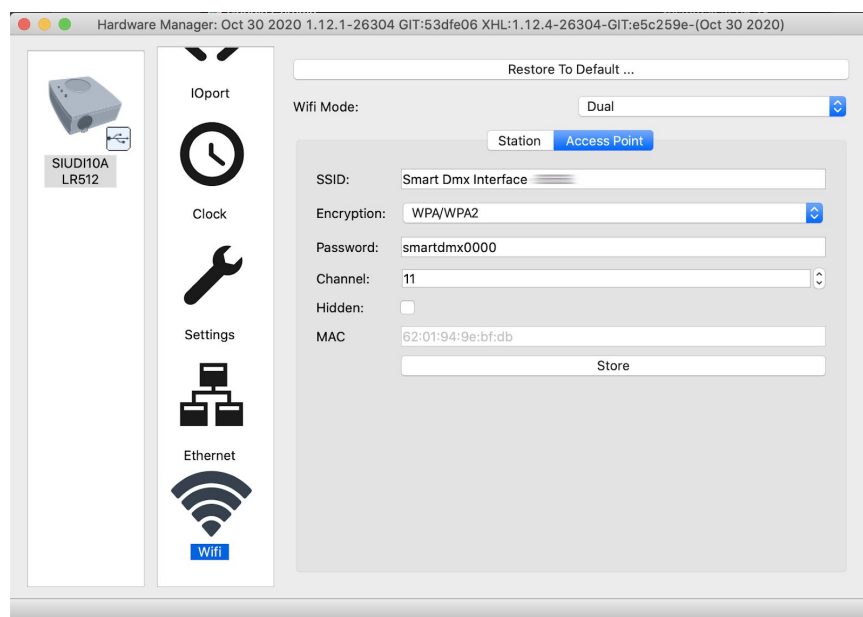 Hardware Manager: Oct 30 2020 1.12.1-26304 GIT:53dfe06 XHL:1.12.4-26304-GIT:e5c259e-(Oct 30 2020)
SIUDI10A
LR512
IOport
Clock
Settings
Ethernet
Wifi
Restore To Default ...
Wifi Mode: Dual
Station Access Point
SSID: Smart Dmx Interface
Encryption: WPA/WPA2
Password: smartdmx0000
Channel: 11
Hidden:
MAC 62:01:94:9e:bf:db
Store